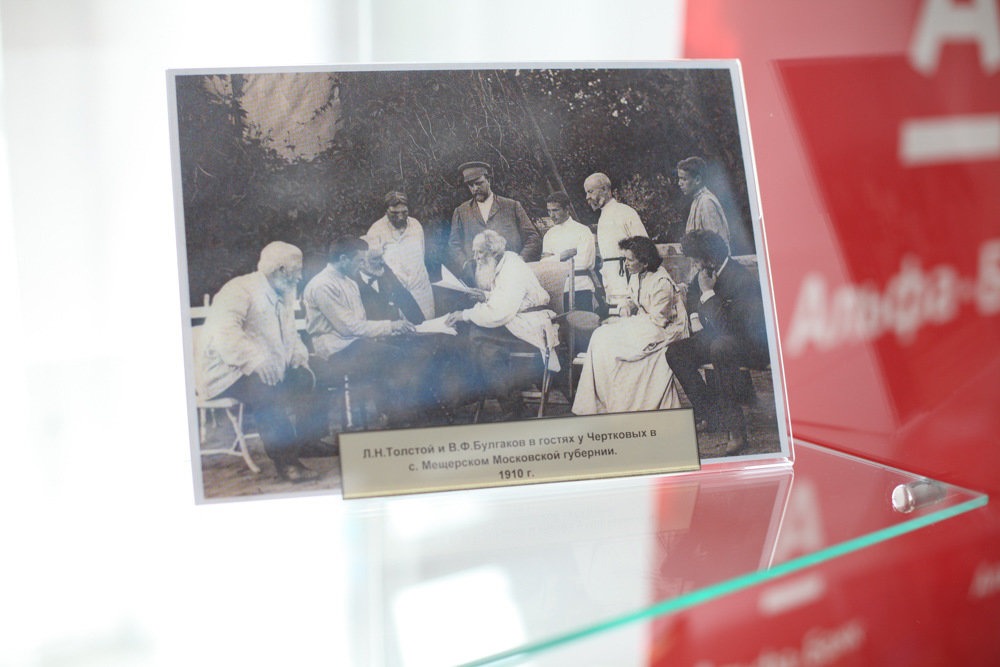 Л.Н.Толстой и В.Ф.Булгаков в гостях у Чертковых в
с. Мещерском Московской губернии.
1910 г.
А
Альфа-Б
А